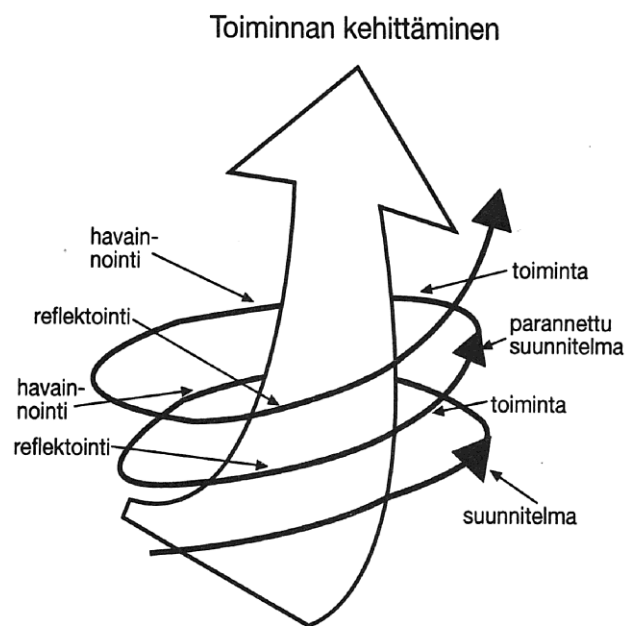 Toiminnan kehittäminen
havain-
nointi
toiminta
reflektointi
parannettu
suunnitelma
havain-
nointi
toiminta
reflektointi
suunnitelma